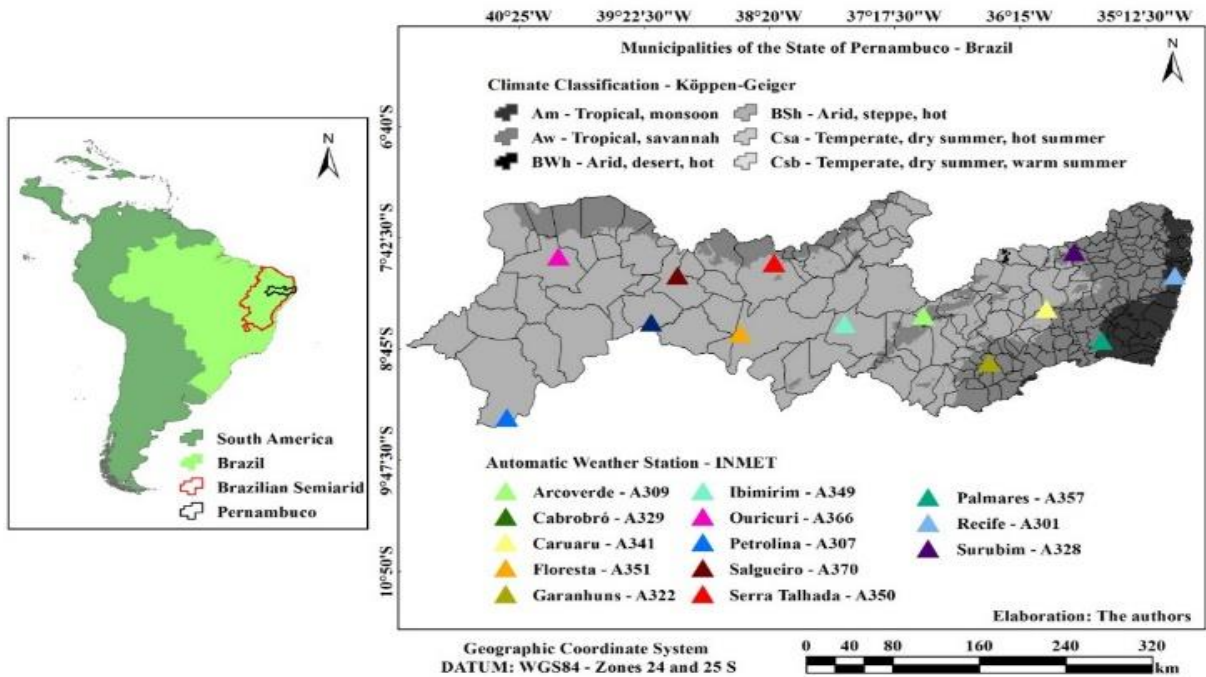 40°25'W 39°22'30"W 38°20'W 37°17'30"W 36°15'W 35°12'30"W
Municipalities of the State of Pernambuco - Brazil
N
Climate Classification - Köppen-Geiger
Am - Tropical, monsoon
Aw - Tropical, savannah
BWh - Arid, desert, hot
BSh - Arid, steppe, hot
Csa - Temperate, dry summer, hot summer
Csb - Temperate, dry summer, warm summer
6°40'S
7°42'30"S
8°45'S
9°47'30"S
10°50'S
N
South America
Brazil
Brazilian Semiarid
Pernambuco
Automatic Weather Station - INMET
Arcoverde - A309
Cabrobró - A329
Caruaru - A341
Floresta - A351
Garanhuns - A322
Ibimirim - A349
Ouricuri - A366
Petrolina - A307
Salgueiro - A370
Serra Talhada - A350
Palmares - A357
Recife - A301
Surubim - A328
Elaboration: The authors
Geographic Coordinate System
DATUM: WGS84 - Zones 24 and 25 S
0 40 80 160 240 320
km